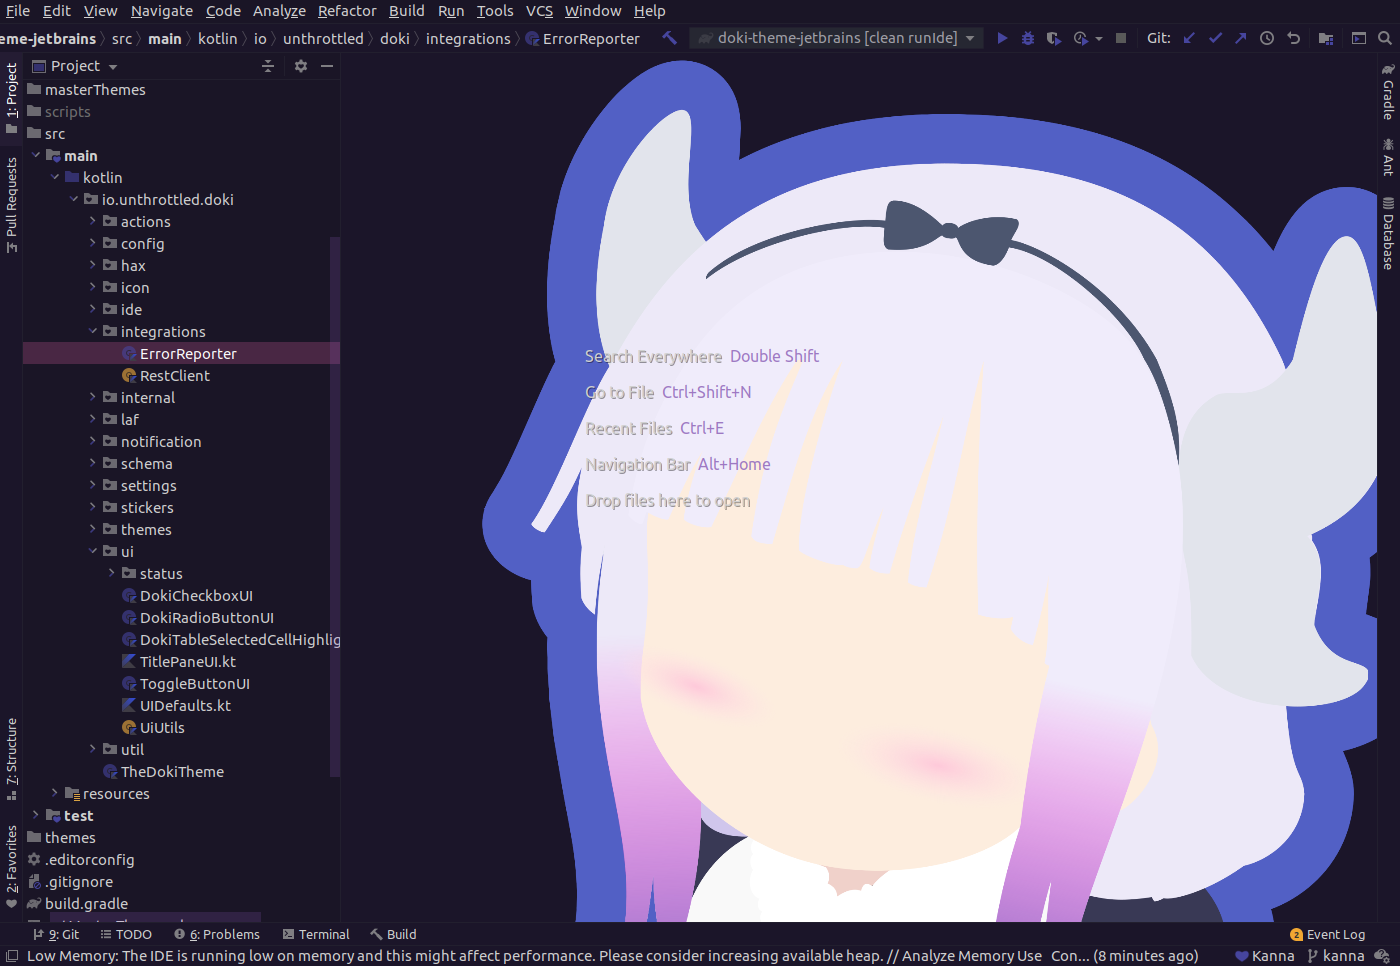 File Edit View Navigate Code Analyze Refactor Build Run Tools VCS Window Help
eme-jetbrains src main kotlin io unthrottled doki integrations ErrorReporter doki-theme-jetbrains [clean runIde] Git:
Project
1: Project
Pull Requests
7: Structure
2: Favorites
masterThemes
scripts
src
main
kotlin
io.unthrottled.doki
actions
config
hax
icon
ide
integrations
ErrorReporter
RestClient
internal
laf
notification
schema
settings
stickers
themes
ui
status
DokiCheckboxUI
DokiRadioButtonUI
DokiTableSelectedCellHighlig
TitlePaneUI.kt
ToggleButtonUI
UIDefaults.kt
UiUtils
util
TheDokiTheme
resources
test
themes
.editorconfig
.gitignore
build.gradle
Search Everywhere Double Shift
Go to File Ctrl+Shift+N
Recent Files Ctrl+E
Navigation Bar Alt+Home
Drop files here to open
Gradle
Ant
Database
9: Git TODO 6: Problems Terminal Build 2 Event Log
Low Memory: The IDE is running low on memory and this might affect performance. Please consider increasing available heap. // Analyze Memory Use Con... (8 minutes ago) Kanna kanna